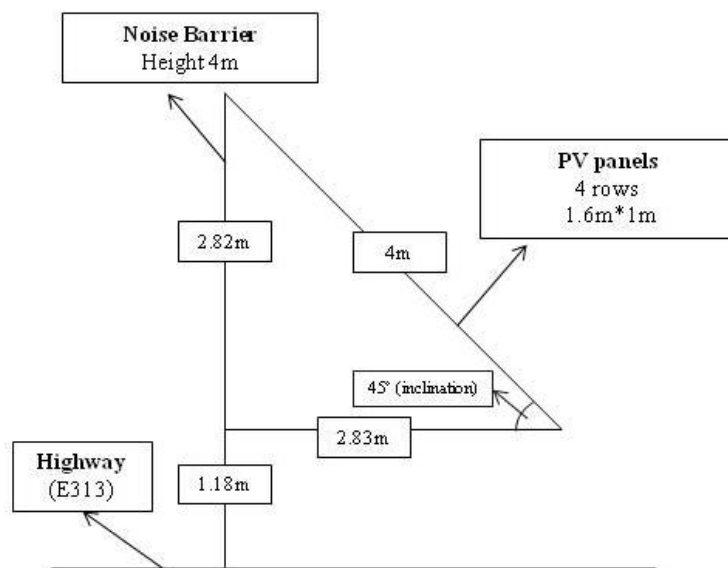 Noise Barrier
Height 4m
PV panels
4 rows
1.6m*1m
2.82m
4m
45° (inclination)
2.83m
Highway
(E313)
1.18m